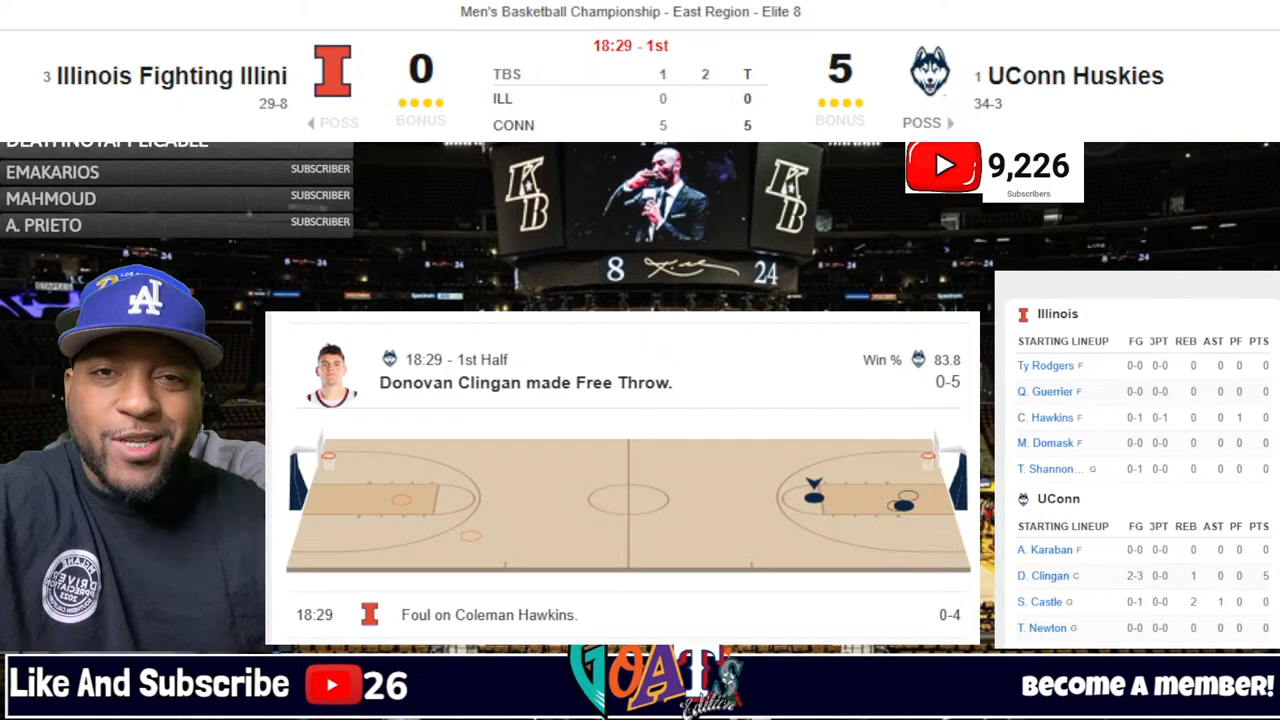 Men's Basketball Championship - East Region - Elite 8
3 Illinois Fighting Illini
29-8
POSS
0
BONUS
18:29 - 1st
TBS 1 2 T
ILL 0 0
CONN 5 5
5
BONUS
1 UConn Huskies
34-3
POSS
EMAKARIOS SUBSCRIBER
MAHMOUD SUBSCRIBER
A. PRIETO SUBSCRIBER
KB
KB
8 24
9,226
Subscribers
LA
18:29 - 1st Half
Donovan Clingan made Free Throw.
Win % 83.8
0-5
18:29 Foul on Coleman Hawkins. 0-4
Illinois
STARTING LINEUP FG 3PT REB AST PF PTS
Ty Rodgers F 0-0 0-0 0 0 0 0
Q. Guerrier F 0-0 0-0 0 0 0 0
C. Hawkins F 0-1 0-1 0 0 1 0
M. Domask F 0-0 0-0 0 0 0 0
T. Shannon... G 0-1 0-0 0 0 0 0
UConn
STARTING LINEUP FG 3PT REB AST PF PTS
A. Karaban F 0-0 0-0 0 0 0 0
D. Clingan C 2-3 0-0 1 0 0 5
S. Castle G 0-1 0-0 2 1 0 0
T. Newton G 0-0 0-0 0 0 0 0
Like And Subscribe 26
GOATS
Edition
Become a member!